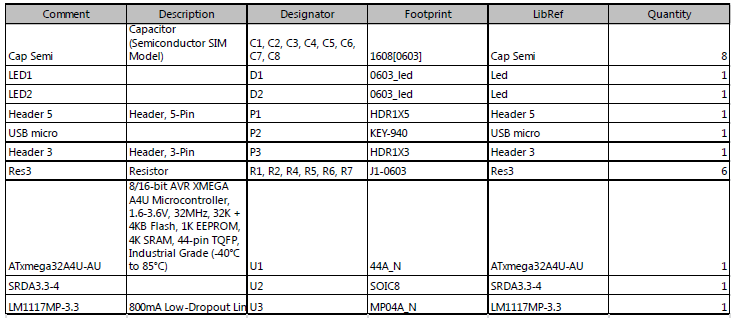 Comment Description Designator Footprint LibRef Quantity
Capacitor
(Semiconductor SIM C1, C2, C3, C4, C5, C6,
Cap Semi Model) C7, C8 1608[0603] Cap Semi 8
LED1 D1 0603_led Led 1
LED2 D2 0603_led Led 1
Header 5 Header, 5-Pin P1 HDR1X5 Header 5 1
USB micro P2 KEY-940 USB micro 1
Header 3 Header, 3-Pin P3 HDR1X3 Header 3 1
Res3 Resistor R1, R2, R4, R5, R6, R7 J1-0603 Res3 6
8/16-bit AVR XMEGA
A4U Microcontroller,
1.6-3.6V, 32MHz, 32K +
4KB Flash, 1K EEPROM,
4K SRAM, 44-pin TQFP,
Industrial Grade (-40°C
ATxmega32A4U-AU to 85°C) U1 44A_N ATxmega32A4U-AU 1
SRDA3.3-4 U2 SOIC8 SRDA3.3-4 1
LM1117MP-3.3 800mA Low-Dropout Lin U3 MP04A_N LM1117MP-3.3 1